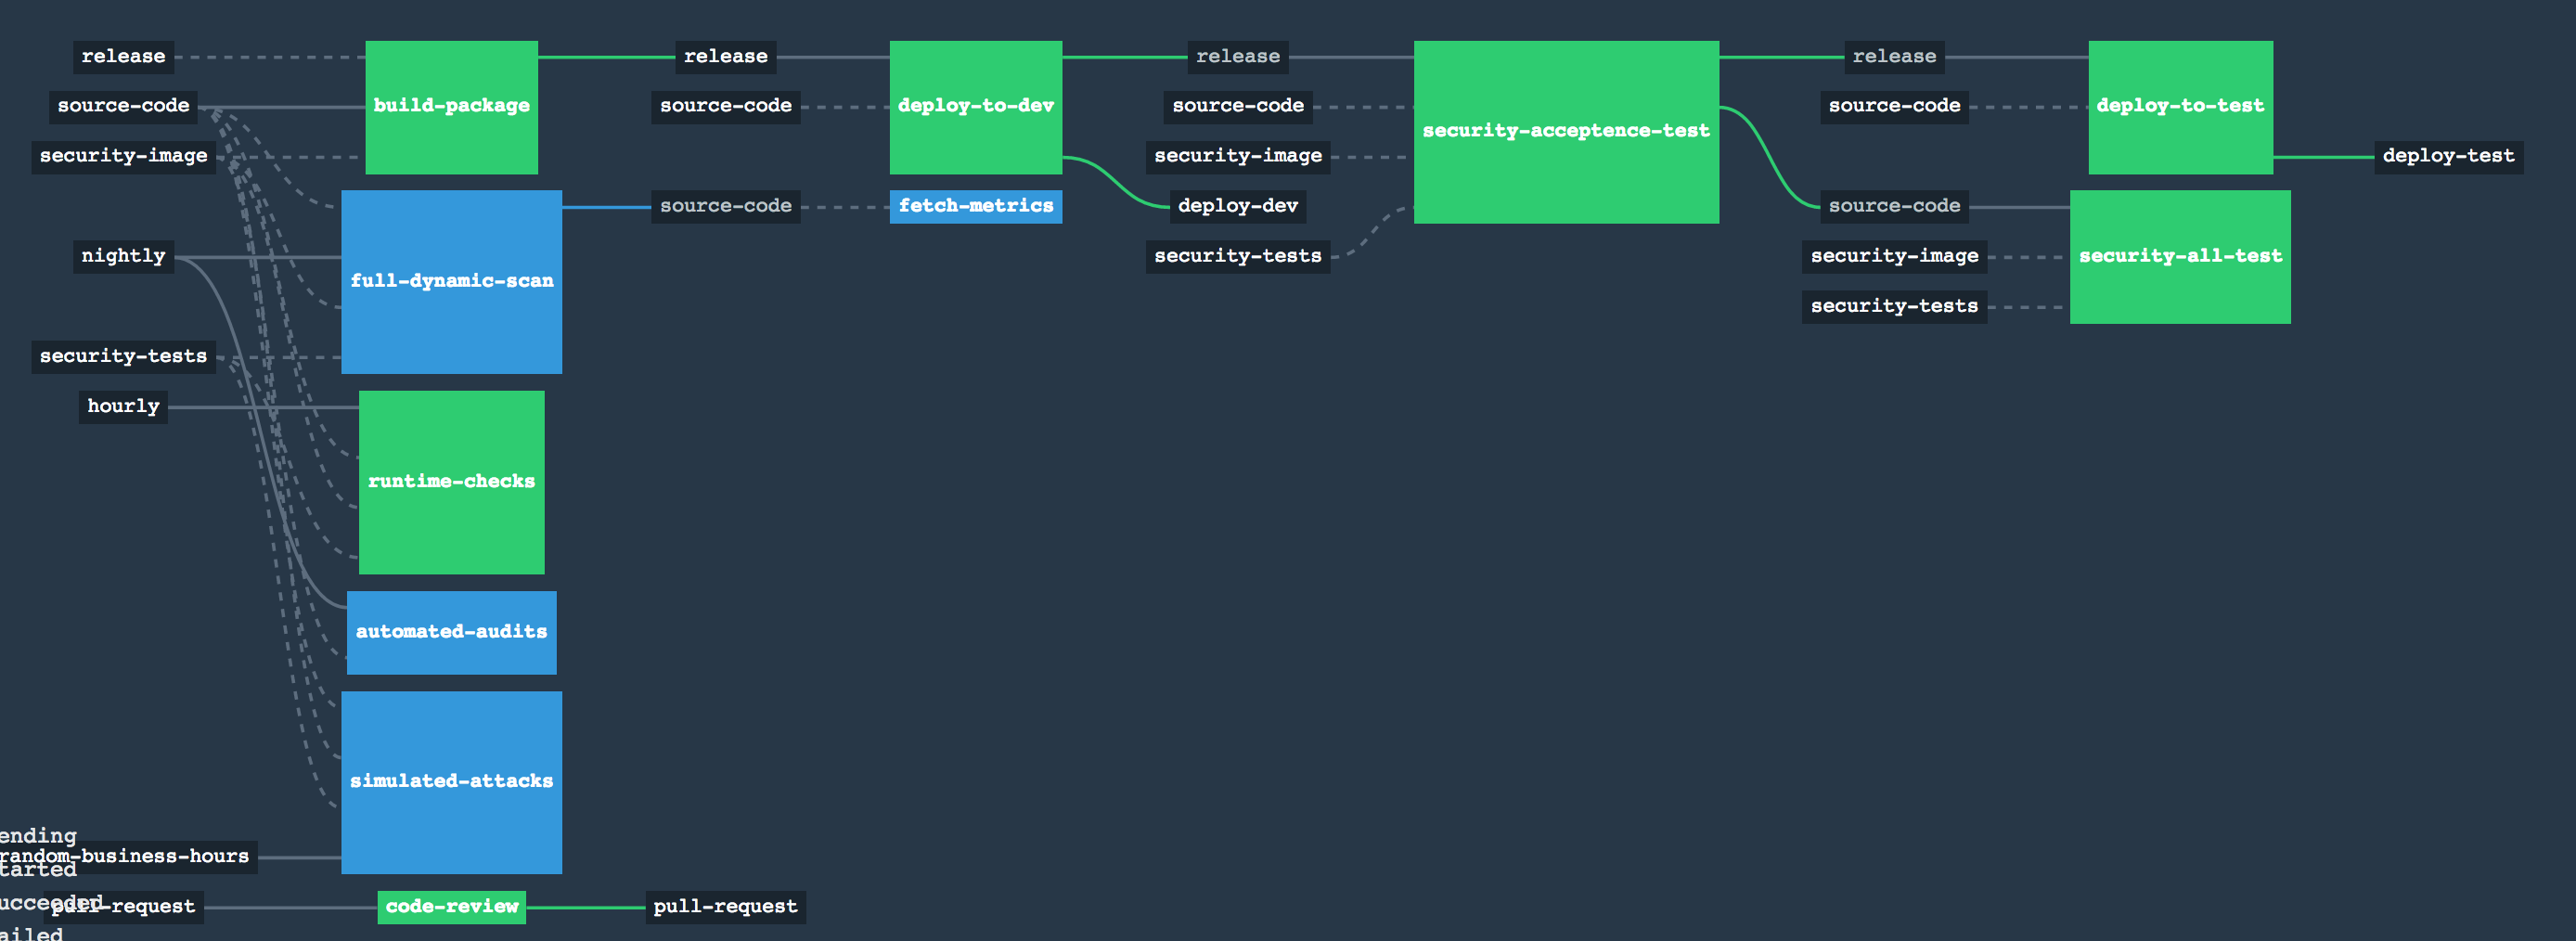 release
build-package
release
deploy-to-dev
release
security-acceptence-test
release
deploy-to-test
source-code
source-code
source-code
source-code
security-image
security-image
deploy-test
full-dynamic-scan
source-code
fetch-metrics
deploy-dev
source-code
security-all-test
nightly
security-tests
security-image
security-tests
security-tests
hourly
runtime-checks
automated-audits
simulated-attacks
ending
random-business-hours
tarted
ucceeded
pull-request
code-review
pull-request
ailed